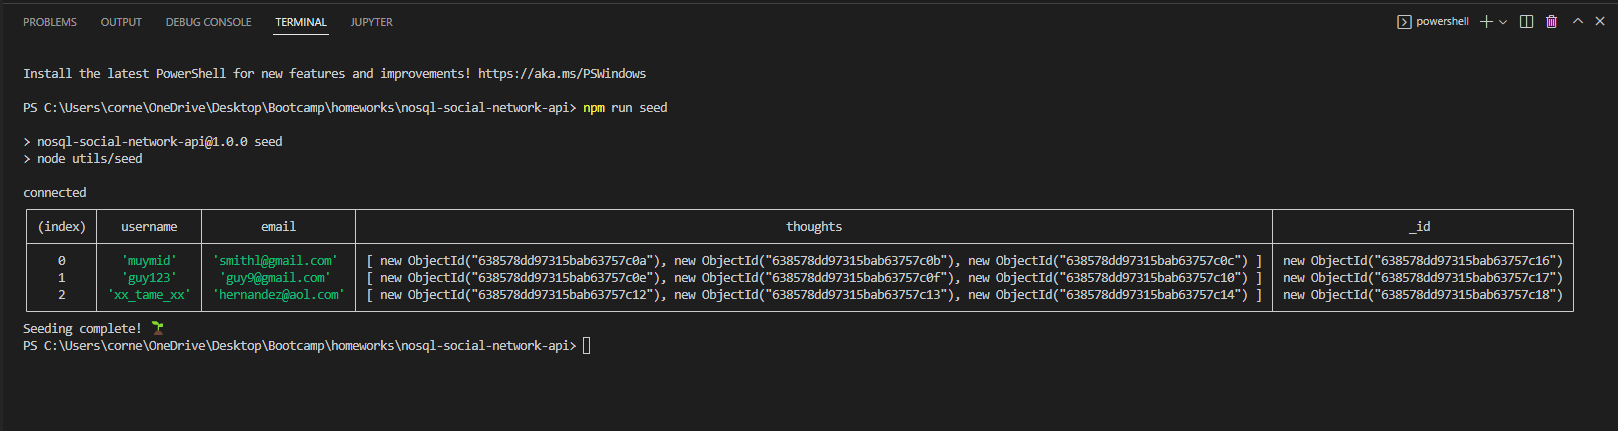 PROBLEMS OUTPUT DEBUG CONSOLE TERMINAL JUPYTER powershell
Install the latest PowerShell for new features and improvements! https://aka.ms/PSWindows
PS C:\Users\corne\OneDrive\Desktop\Bootcamp\homeworks\nosql-social-network-api> npm run seed
> nosql-social-network-api@1.0.0 seed
> node utils/seed
connected
(index) username email thoughts _id
0 'muymid' 'smithl@gmail.com' [ new ObjectId("638578dd97315bab63757c0a"), new ObjectId("638578dd97315bab63757c0b"), new ObjectId("638578dd97315bab63757c0c") ] new ObjectId("638578dd97315bab63757c16")
1 'guy123' 'guy9@gmail.com' [ new ObjectId("638578dd97315bab63757c0e"), new ObjectId("638578dd97315bab63757c0f"), new ObjectId("638578dd97315bab63757c10") ] new ObjectId("638578dd97315bab63757c17")
2 'xx_tame_xx' 'hernandez@aol.com' [ new ObjectId("638578dd97315bab63757c12"), new ObjectId("638578dd97315bab63757c13"), new ObjectId("638578dd97315bab63757c14") ] new ObjectId("638578dd97315bab63757c18")
Seeding complete! 🌱
PS C:\Users\corne\OneDrive\Desktop\Bootcamp\homeworks\nosql-social-network-api>